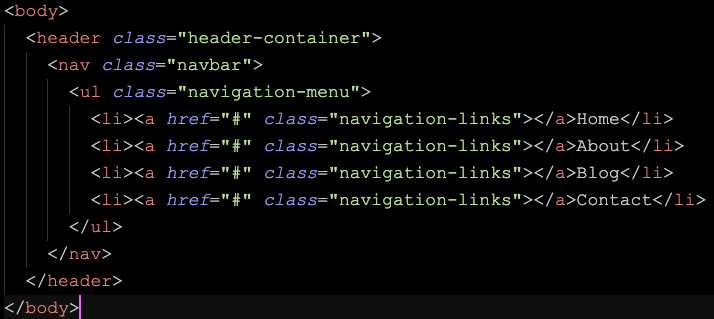 <body>
<header class="header-container">
<nav class="navbar">
<ul class="navigation-menu">
<li><a href="#" class="navigation-links"></a>Home</li>
<li><a href="#" class="navigation-links"></a>About</li>
<li><a href="#" class="navigation-links"></a>Blog</li>
<li><a href="#" class="navigation-links"></a>Contact</li>
</ul>
</nav>
</header>
</body>